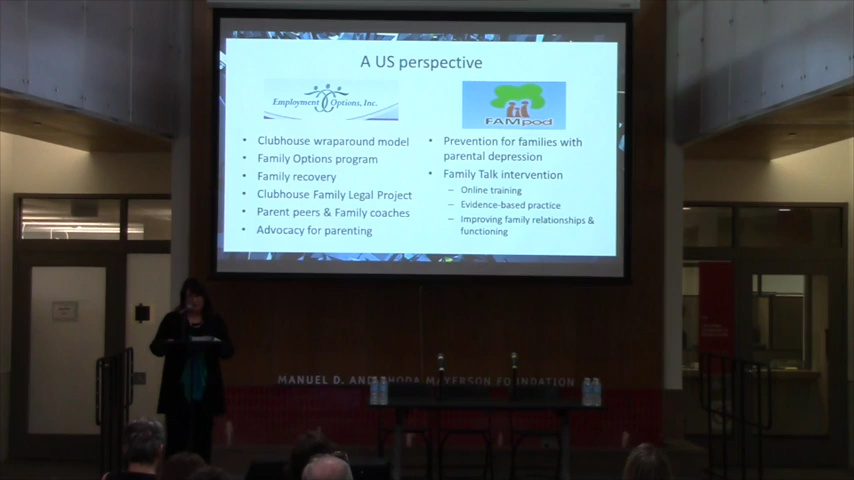 A US perspective
Employment Options, Inc.
• Clubhouse wraparound model
• Family Options program
• Family recovery
• Clubhouse Family Legal Project
• Parent peers & Family coaches
• Advocacy for parenting
FAMpod
• Prevention for families with
parental depression
• Family Talk intervention
– Online training
– Evidence-based practice
– Improving family relationships &
functioning
MANUEL D. AND RHODA MAYERSON FOUNDATION